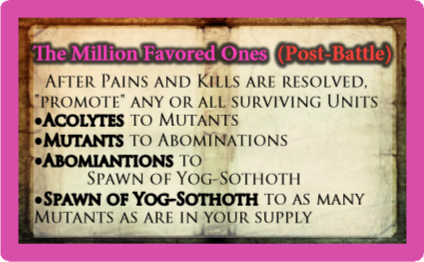 The Million Favored Ones (Post-Battle)
After Pains and Kills are resolved,
"promote" any or all surviving Units
•Acolytes to Mutants
•Mutants to Abominations
•Abomiantions to
Spawn of Yog-Sothoth
•Spawn of Yog-Sothoth to as many
Mutants as are in your supply